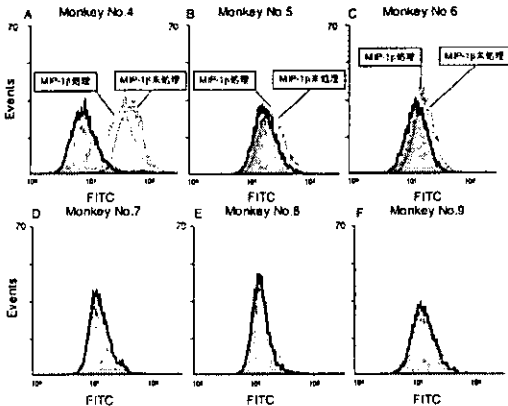 A Monkey No.4
B Monkey No.5
C Monkey No.6
70
70
70
MIP-1β処理
MIP-1β未処理
MIP-1β処理
MIP-1β未処理
MIP-1β処理
MIP-1β未処理
Events
FITC
FITC
FITC
D Monkey No.7
E Monkey No.8
F Monkey No.9
70
70
70
Events
FITC
FITC
FITC